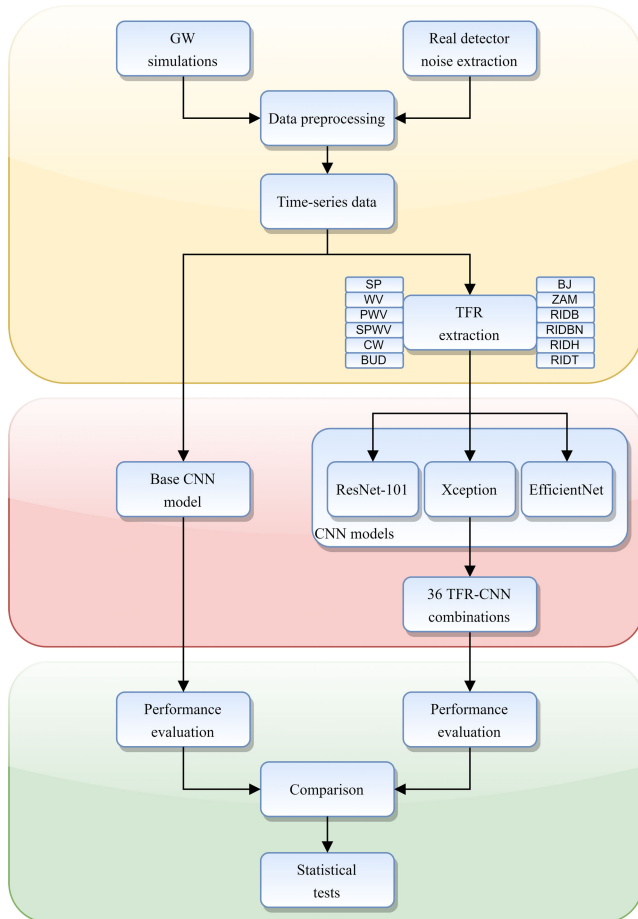 GW
simulations
Real detector
noise extraction
Data preprocessing
Time-series data
SP
WV
PWV
SPWV
CW
BUD
TFR
extraction
BJ
ZAM
RIDB
RIDBN
RIDH
RIDT
Base CNN
model
ResNet-101
Xception
EfficientNet
CNN models
36 TFR-CNN
combinations
Performance
evaluation
Performance
evaluation
Comparison
Statistical
tests